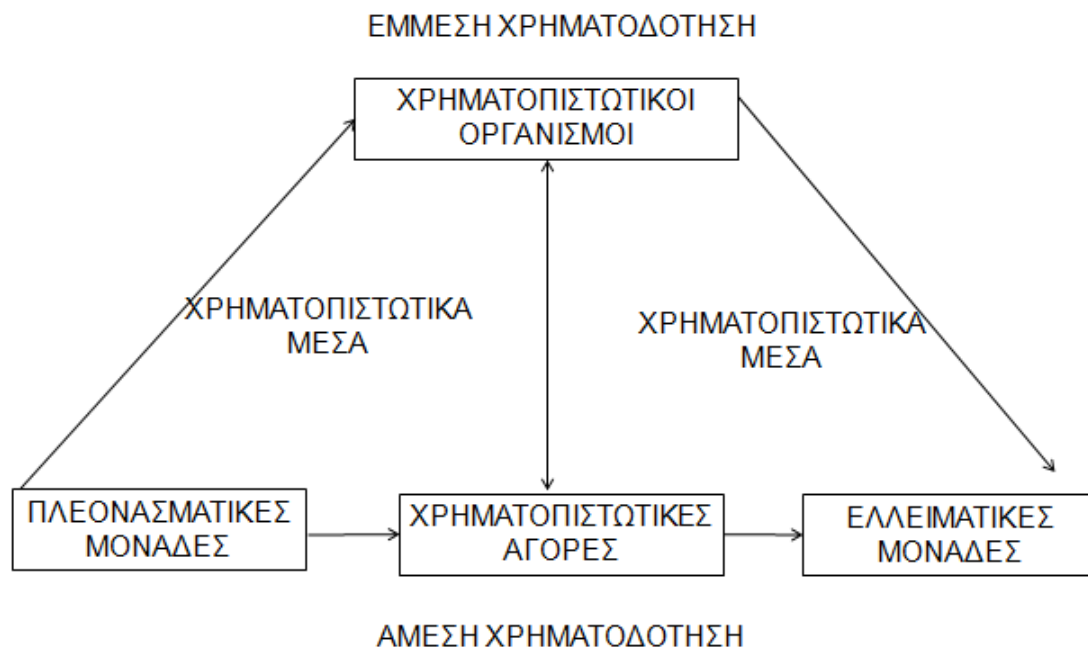 ΕΜΜΕΣΗ ΧΡΗΜΑΤΟΔΟΤΗΣΗ
ΧΡΗΜΑΤΟΠΙΣΤΩΤΙΚΟΙ
ΟΡΓΑΝΙΣΜΟΙ
ΧΡΗΜΑΤΟΠΙΣΤΩΤΙΚΑ
ΜΕΣΑ
ΧΡΗΜΑΤΟΠΙΣΤΩΤΙΚΑ
ΜΕΣΑ
ΠΛΕΟΝΑΣΜΑΤΙΚΕΣ
ΜΟΝΑΔΕΣ
ΧΡΗΜΑΤΟΠΙΣΤΩΤΙΚΕΣ
ΑΓΟΡΕΣ
ΕΛΛΕΙΜΑΤΙΚΕΣ
ΜΟΝΑΔΕΣ
ΑΜΕΣΗ ΧΡΗΜΑΤΟΔΟΤΗΣΗ